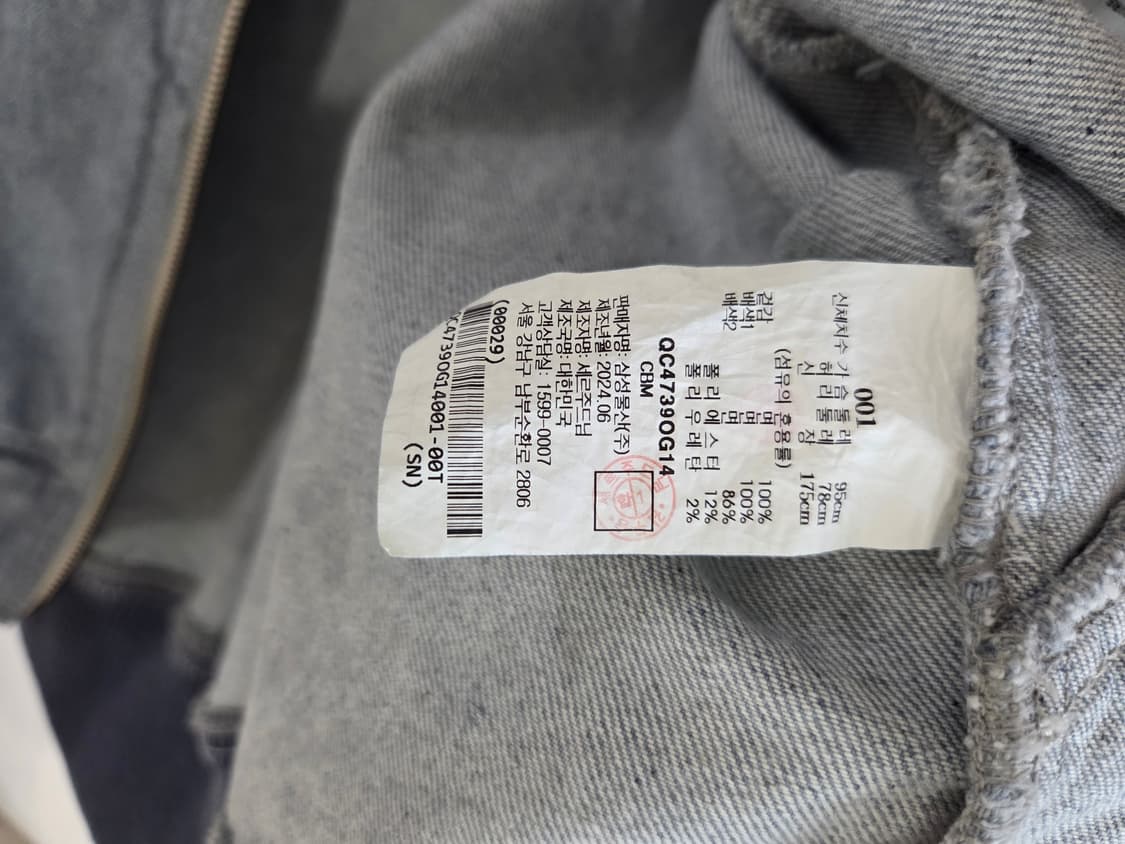 001
신체치수 가슴둘레 95cm
허리둘레 78cm
신 장 175cm
(섬유의 혼용률)
겉감 면 100%
배색1 면 100%
배색2 면 86%
폴리에스터 12%
폴리우레탄 2%
QC4739OG14
CBM
판매자명: 삼성물산(주)
제조년월: 2024.06
제조자명: 세르주드님
제조국명: 대한민국
고객상담실: 1599-0007
서울 강남구 남부순환로 2806
(00029)
QC4739OG14001-00T
(SN)